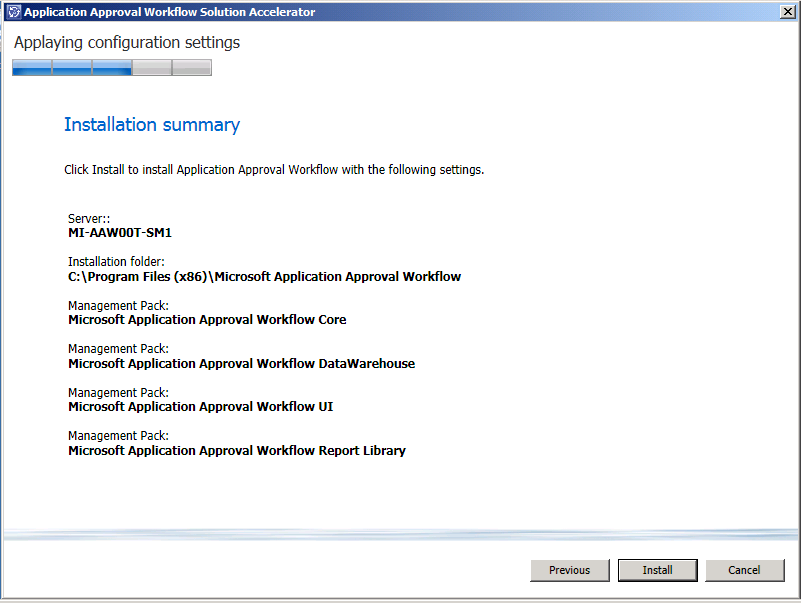 Application Approval Workflow Solution Accelerator
Applaying configuration settings
Installation summary
Click Install to install Application Approval Workflow with the following settings.
Server::
MI-AAW00T-SM1
Installation folder:
C:\Program Files (x86)\Microsoft Application Approval Workflow
Management Pack:
Microsoft Application Approval Workflow Core
Management Pack:
Microsoft Application Approval Workflow DataWarehouse
Management Pack:
Microsoft Application Approval Workflow UI
Management Pack:
Microsoft Application Approval Workflow Report Library
Previous
Install
Cancel